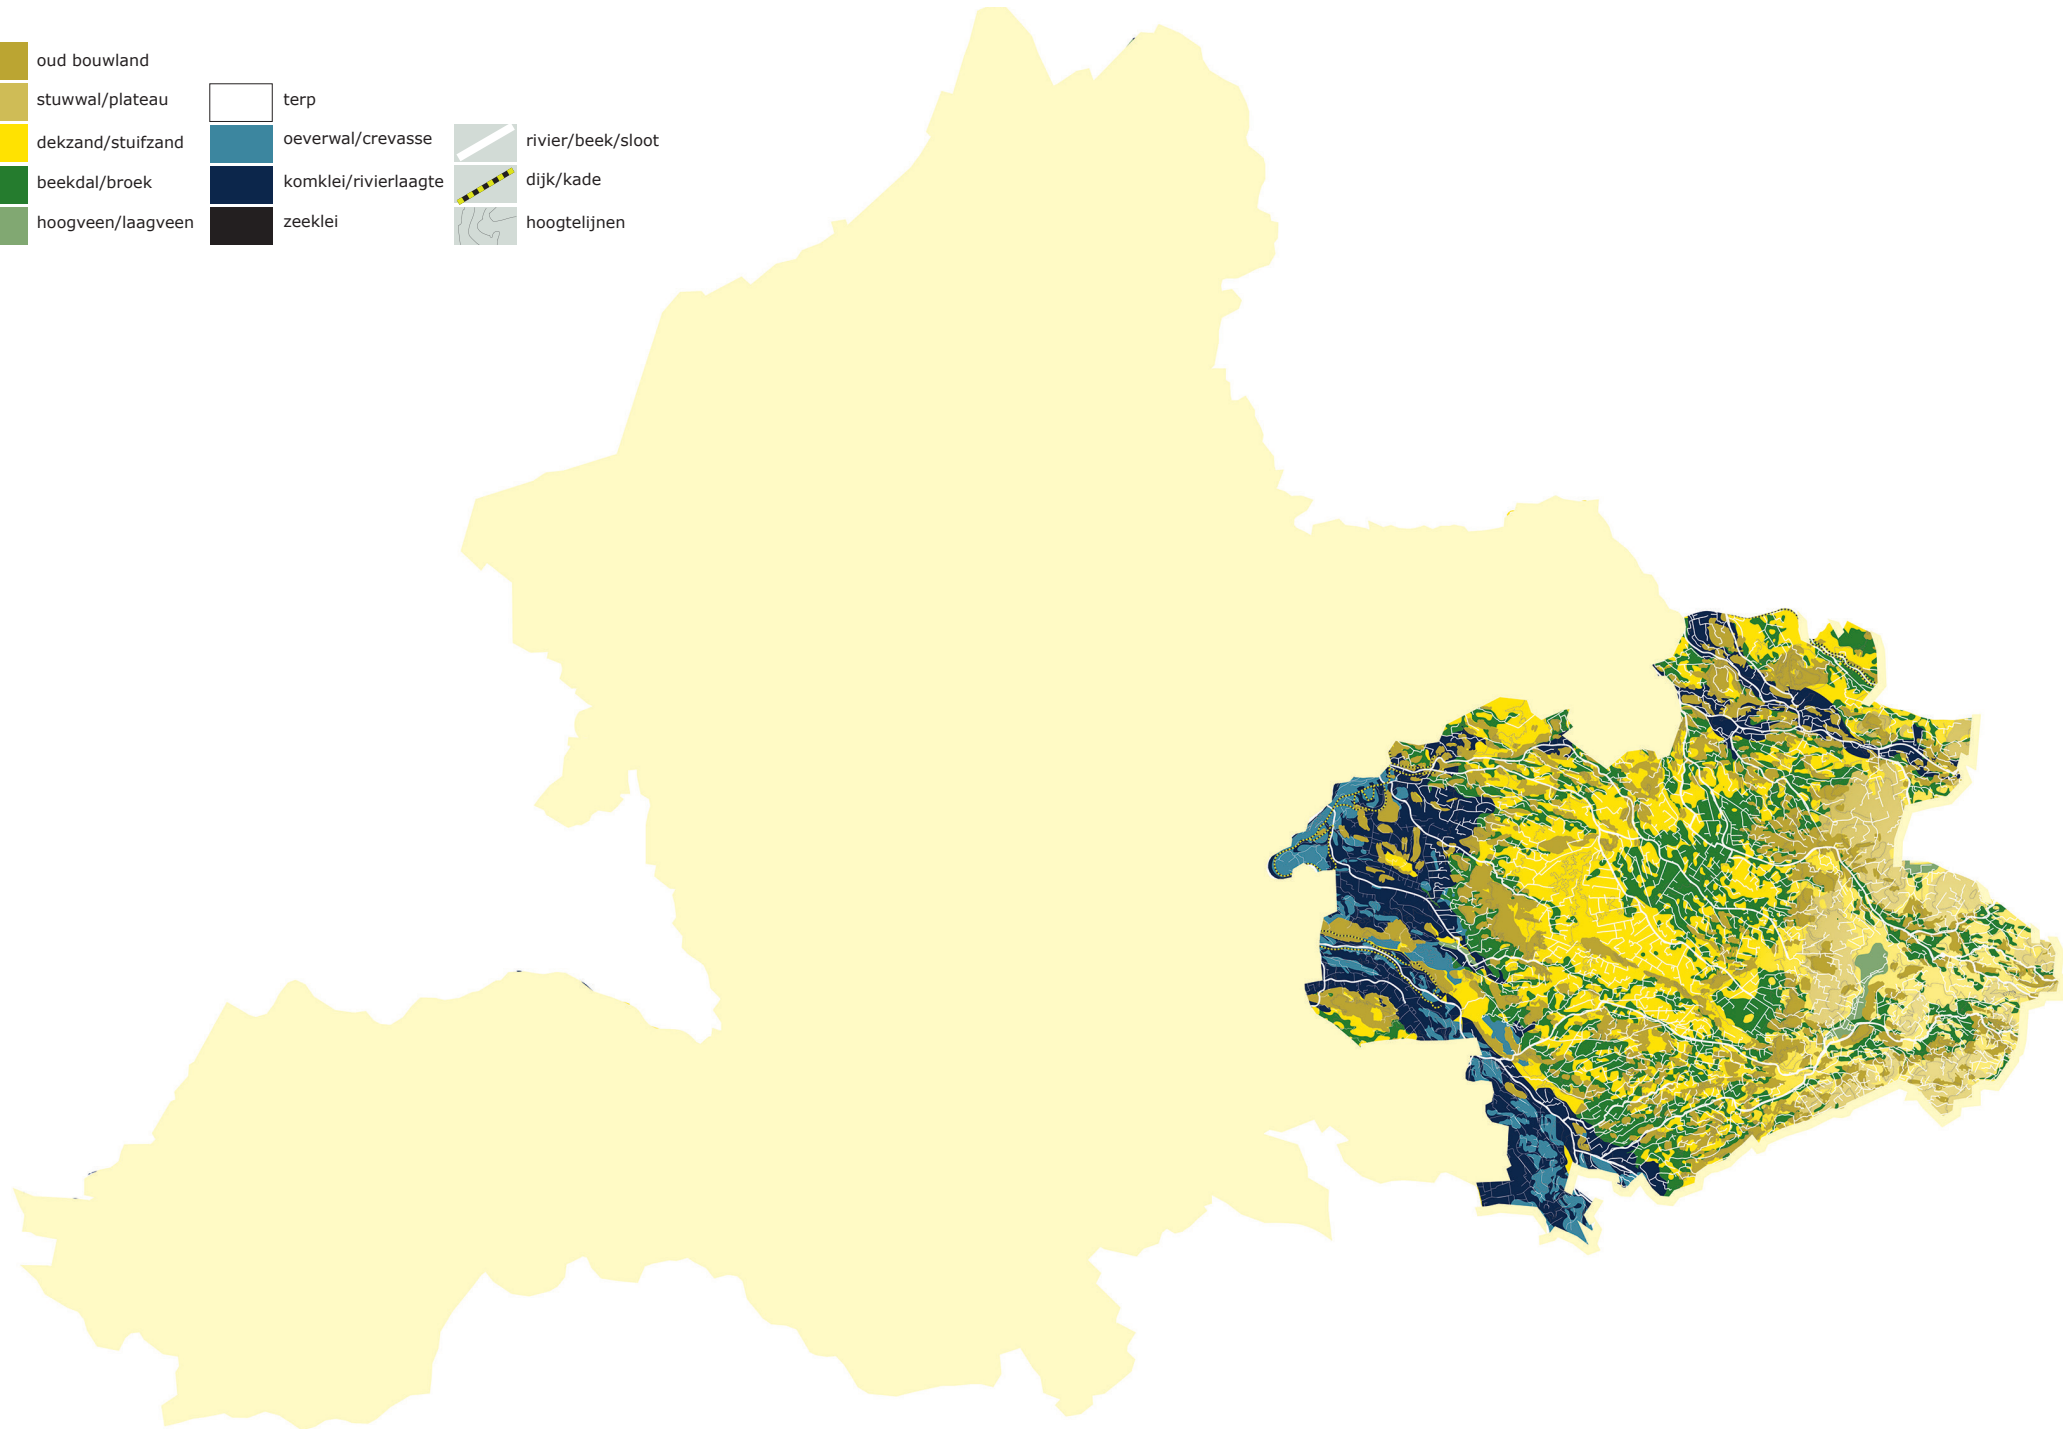 oud bouwland
stuwwal/plateau
dekzand/stuifzand
beekdal/broek
hoogveen/laagveen
terp
oeverwal/crevasse
komklei/rivierlaagte
zeeklei
rivier/beek/sloot
dijk/kade
hoogtelijnen